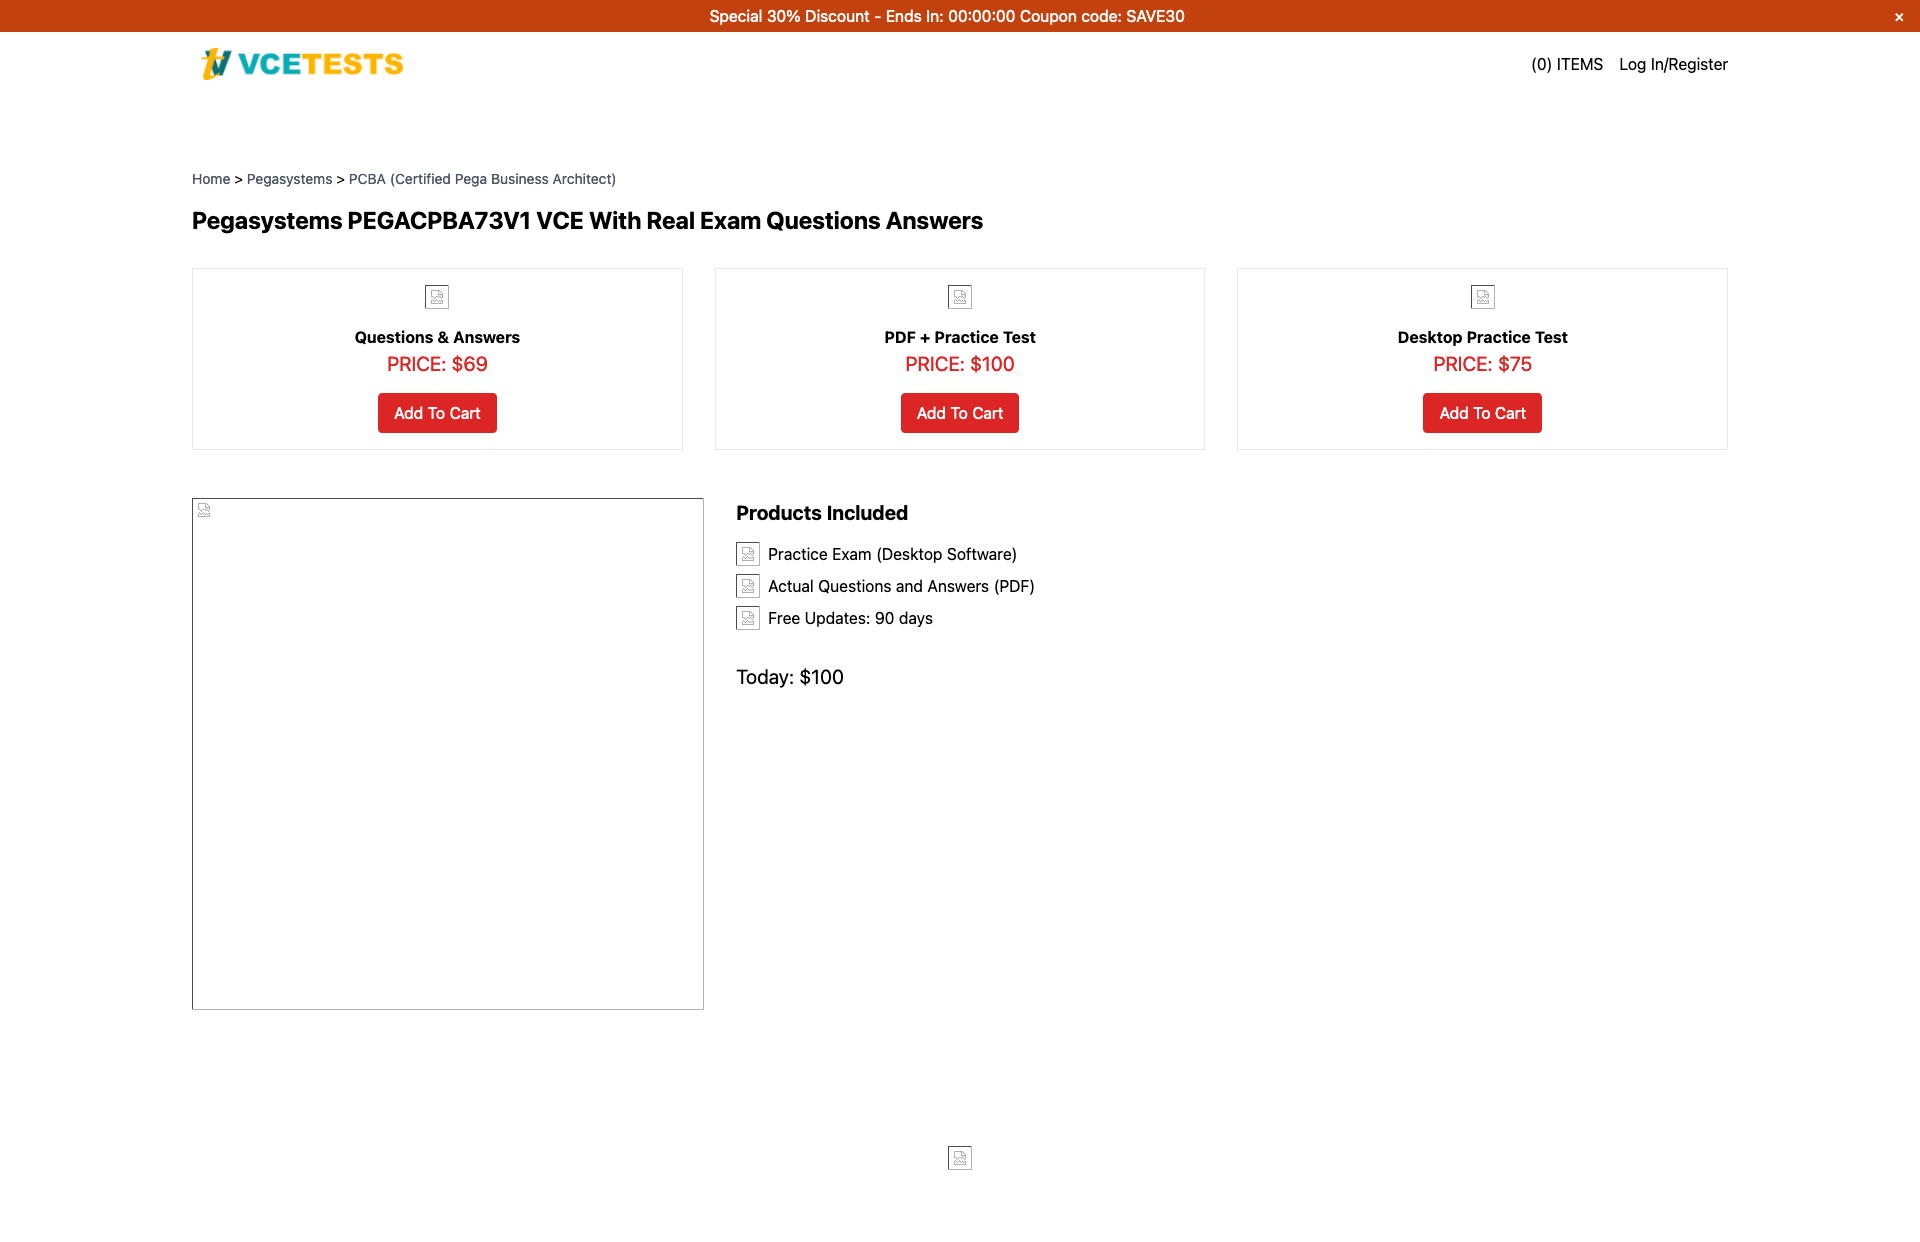 Special 30% Discount - Ends In: 00:00:00 Coupon code: SAVE30 ×
VCETESTS
(0) ITEMS Log In/Register
Home > Pegasystems > PCBA (Certified Pega Business Architect)
Pegasystems PEGACPBA73V1 VCE With Real Exam Questions Answers
Questions & Answers
PRICE: $69
Add To Cart
PDF + Practice Test
PRICE: $100
Add To Cart
Desktop Practice Test
PRICE: $75
Add To Cart
Products Included
Practice Exam (Desktop Software)
Actual Questions and Answers (PDF)
Free Updates: 90 days
Today: $100